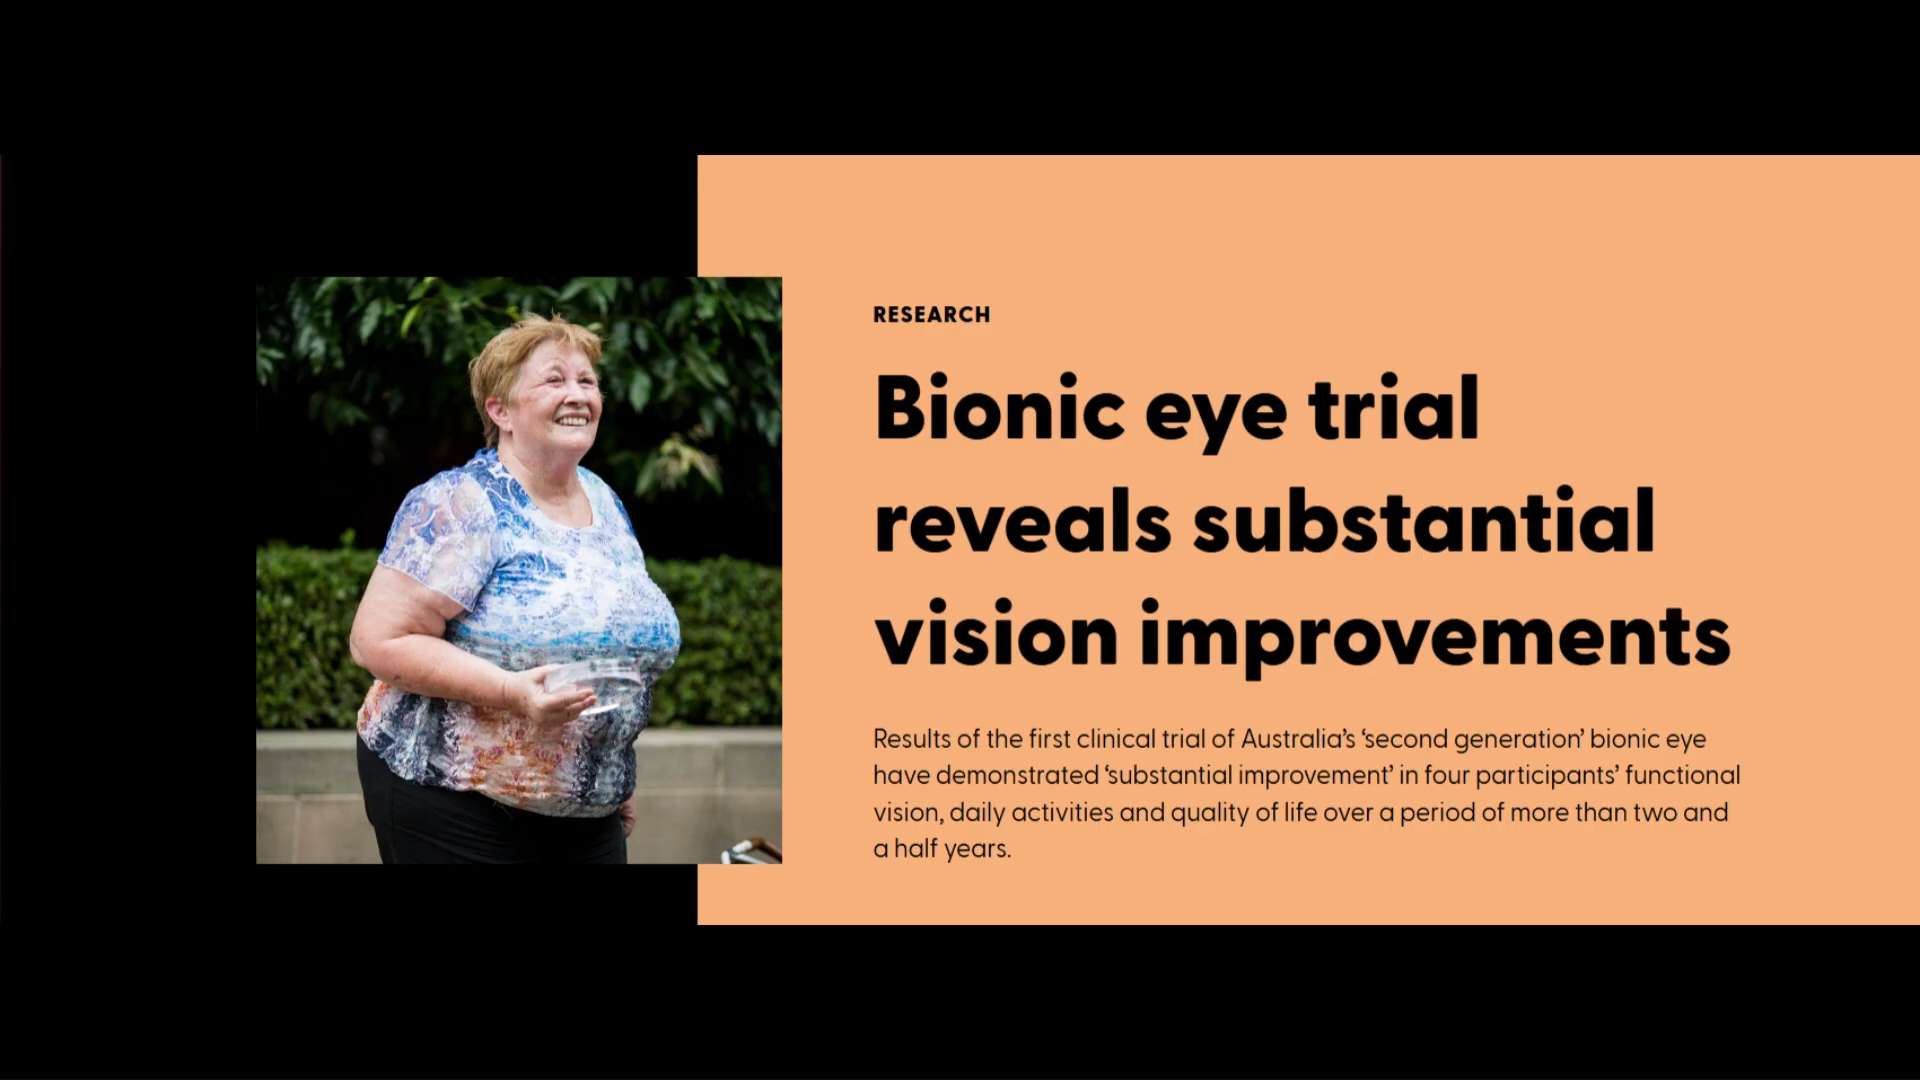 RESEARCH
Bionic eye trial
reveals substantial
vision improvements
Results of the first clinical trial of Australia’s ‘second generation’ bionic eye
have demonstrated ‘substantial improvement’ in four participants’ functional
vision, daily activities and quality of life over a period of more than two and
a half years.